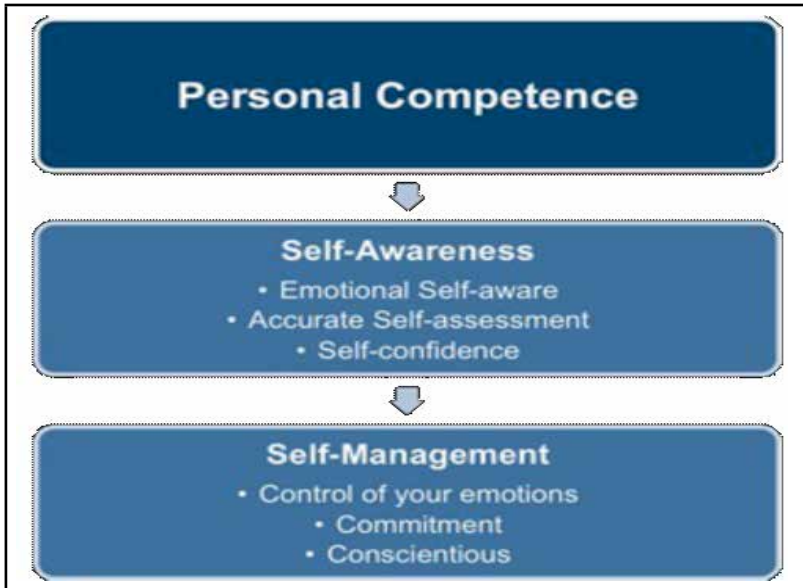 Personal Competence
Self-Awareness
• Emotional Self-aware
• Accurate Self-assessment
• Self-confidence
Self-Management
• Control of your emotions
• Commitment
• Conscientious